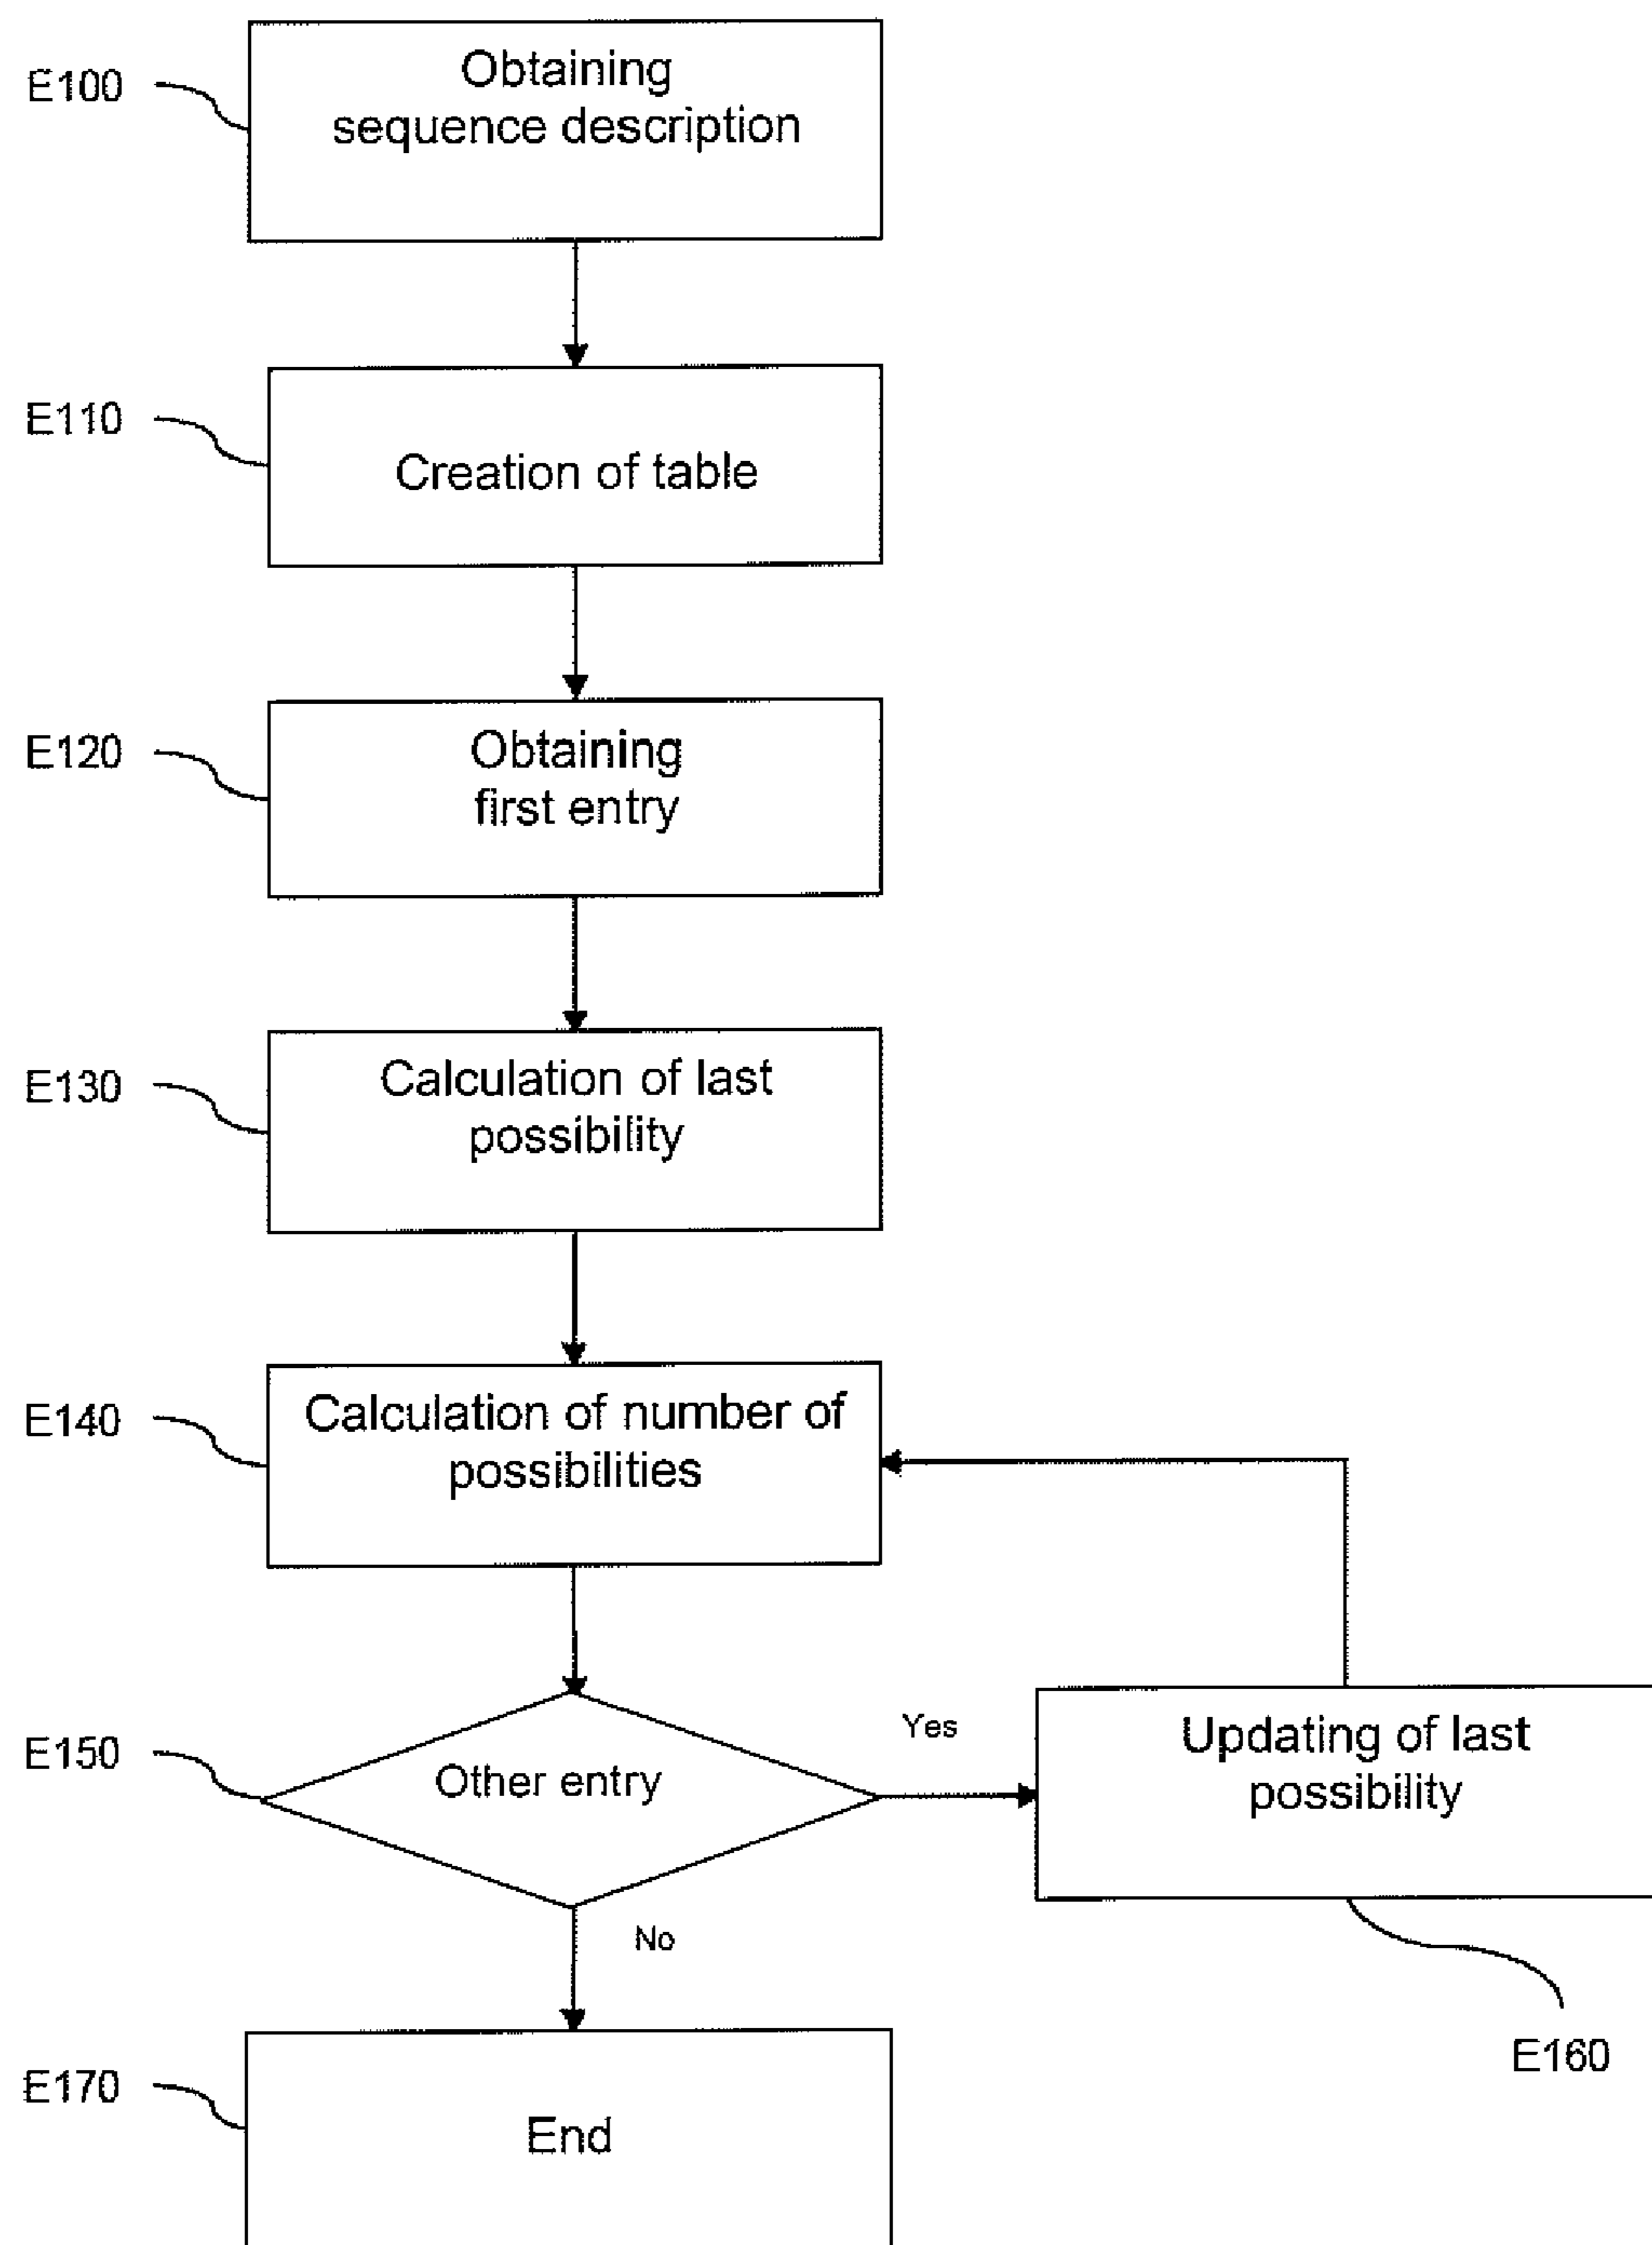 E100
Obtaining
sequence description
E110
Creation of table
E120
Obtaining
first entry
E130
Calculation of last
possibility
E140
Calculation of number of
possibilities
E150
Other entry
Yes
Updating of last
possibility
No
E160
E170
End